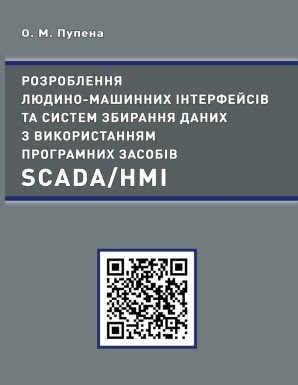 О. М. Пупена
РОЗРОБЛЕННЯ
ЛЮДИНО-МАШИННИХ ІНТЕРФЕЙСІВ
ТА СИСТЕМ ЗБИРАННЯ ДАНИХ
З ВИКОРИСТАННЯМ
ПРОГРАМНИХ ЗАСОБІВ
SCADA/HMI